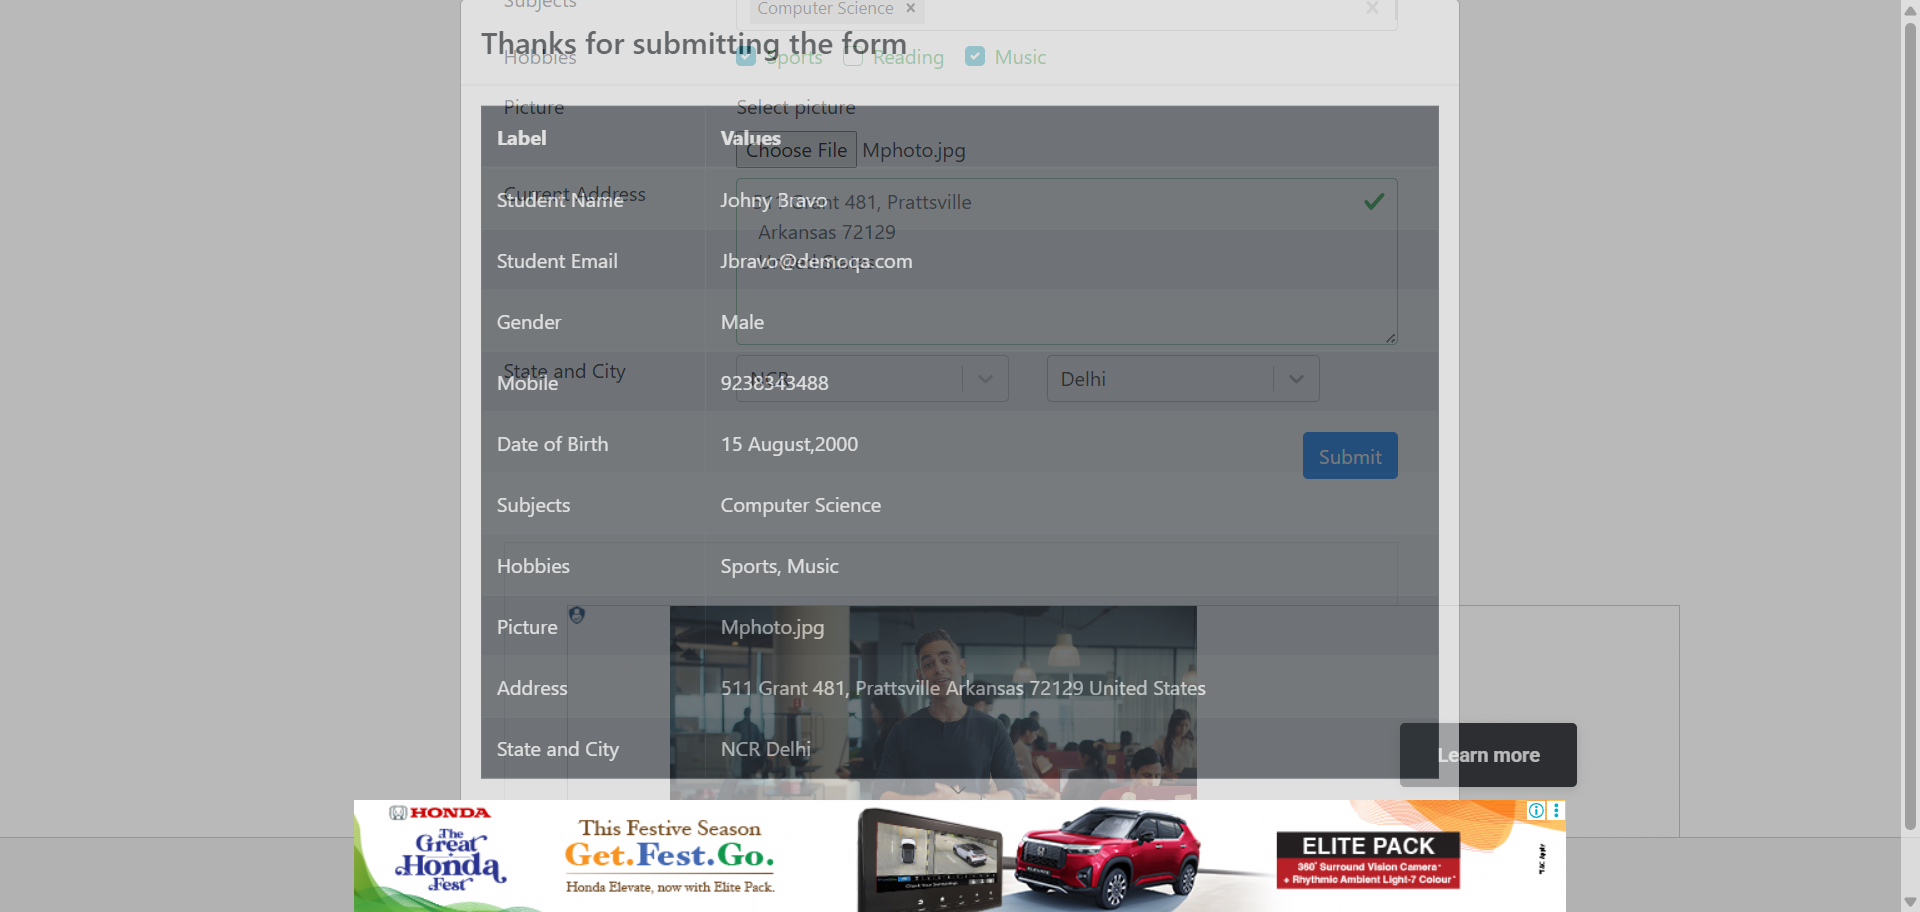 Subjects
Computer Science ×
×
Thanks for submitting the form
Hobbies
Sports
Reading
Music
Picture
Select picture
Label
Values
Choose File
Mphoto.jpg
Current Address
511 Grant 481, Prattsville
Arkansas 72129
United States
Student Name
Johny Bravo
Student Email
Jbravo@demoqa.com
Gender
Male
State and City
NCR
Delhi
Mobile
9238343488
Date of Birth
15 August,2000
Submit
Subjects
Computer Science
Hobbies
Sports, Music
Picture
Mphoto.jpg
Address
511 Grant 481, Prattsville Arkansas 72129 United States
State and City
NCR Delhi
Learn more
HONDA
The
Great
Honda
Fest
This Festive Season
Get.Fest.Go.
Honda Elevate, now with Elite Pack.
ELITE PACK
360° Surround Vision Camera*
+ Rhythmic Ambient Light-7 Colour*